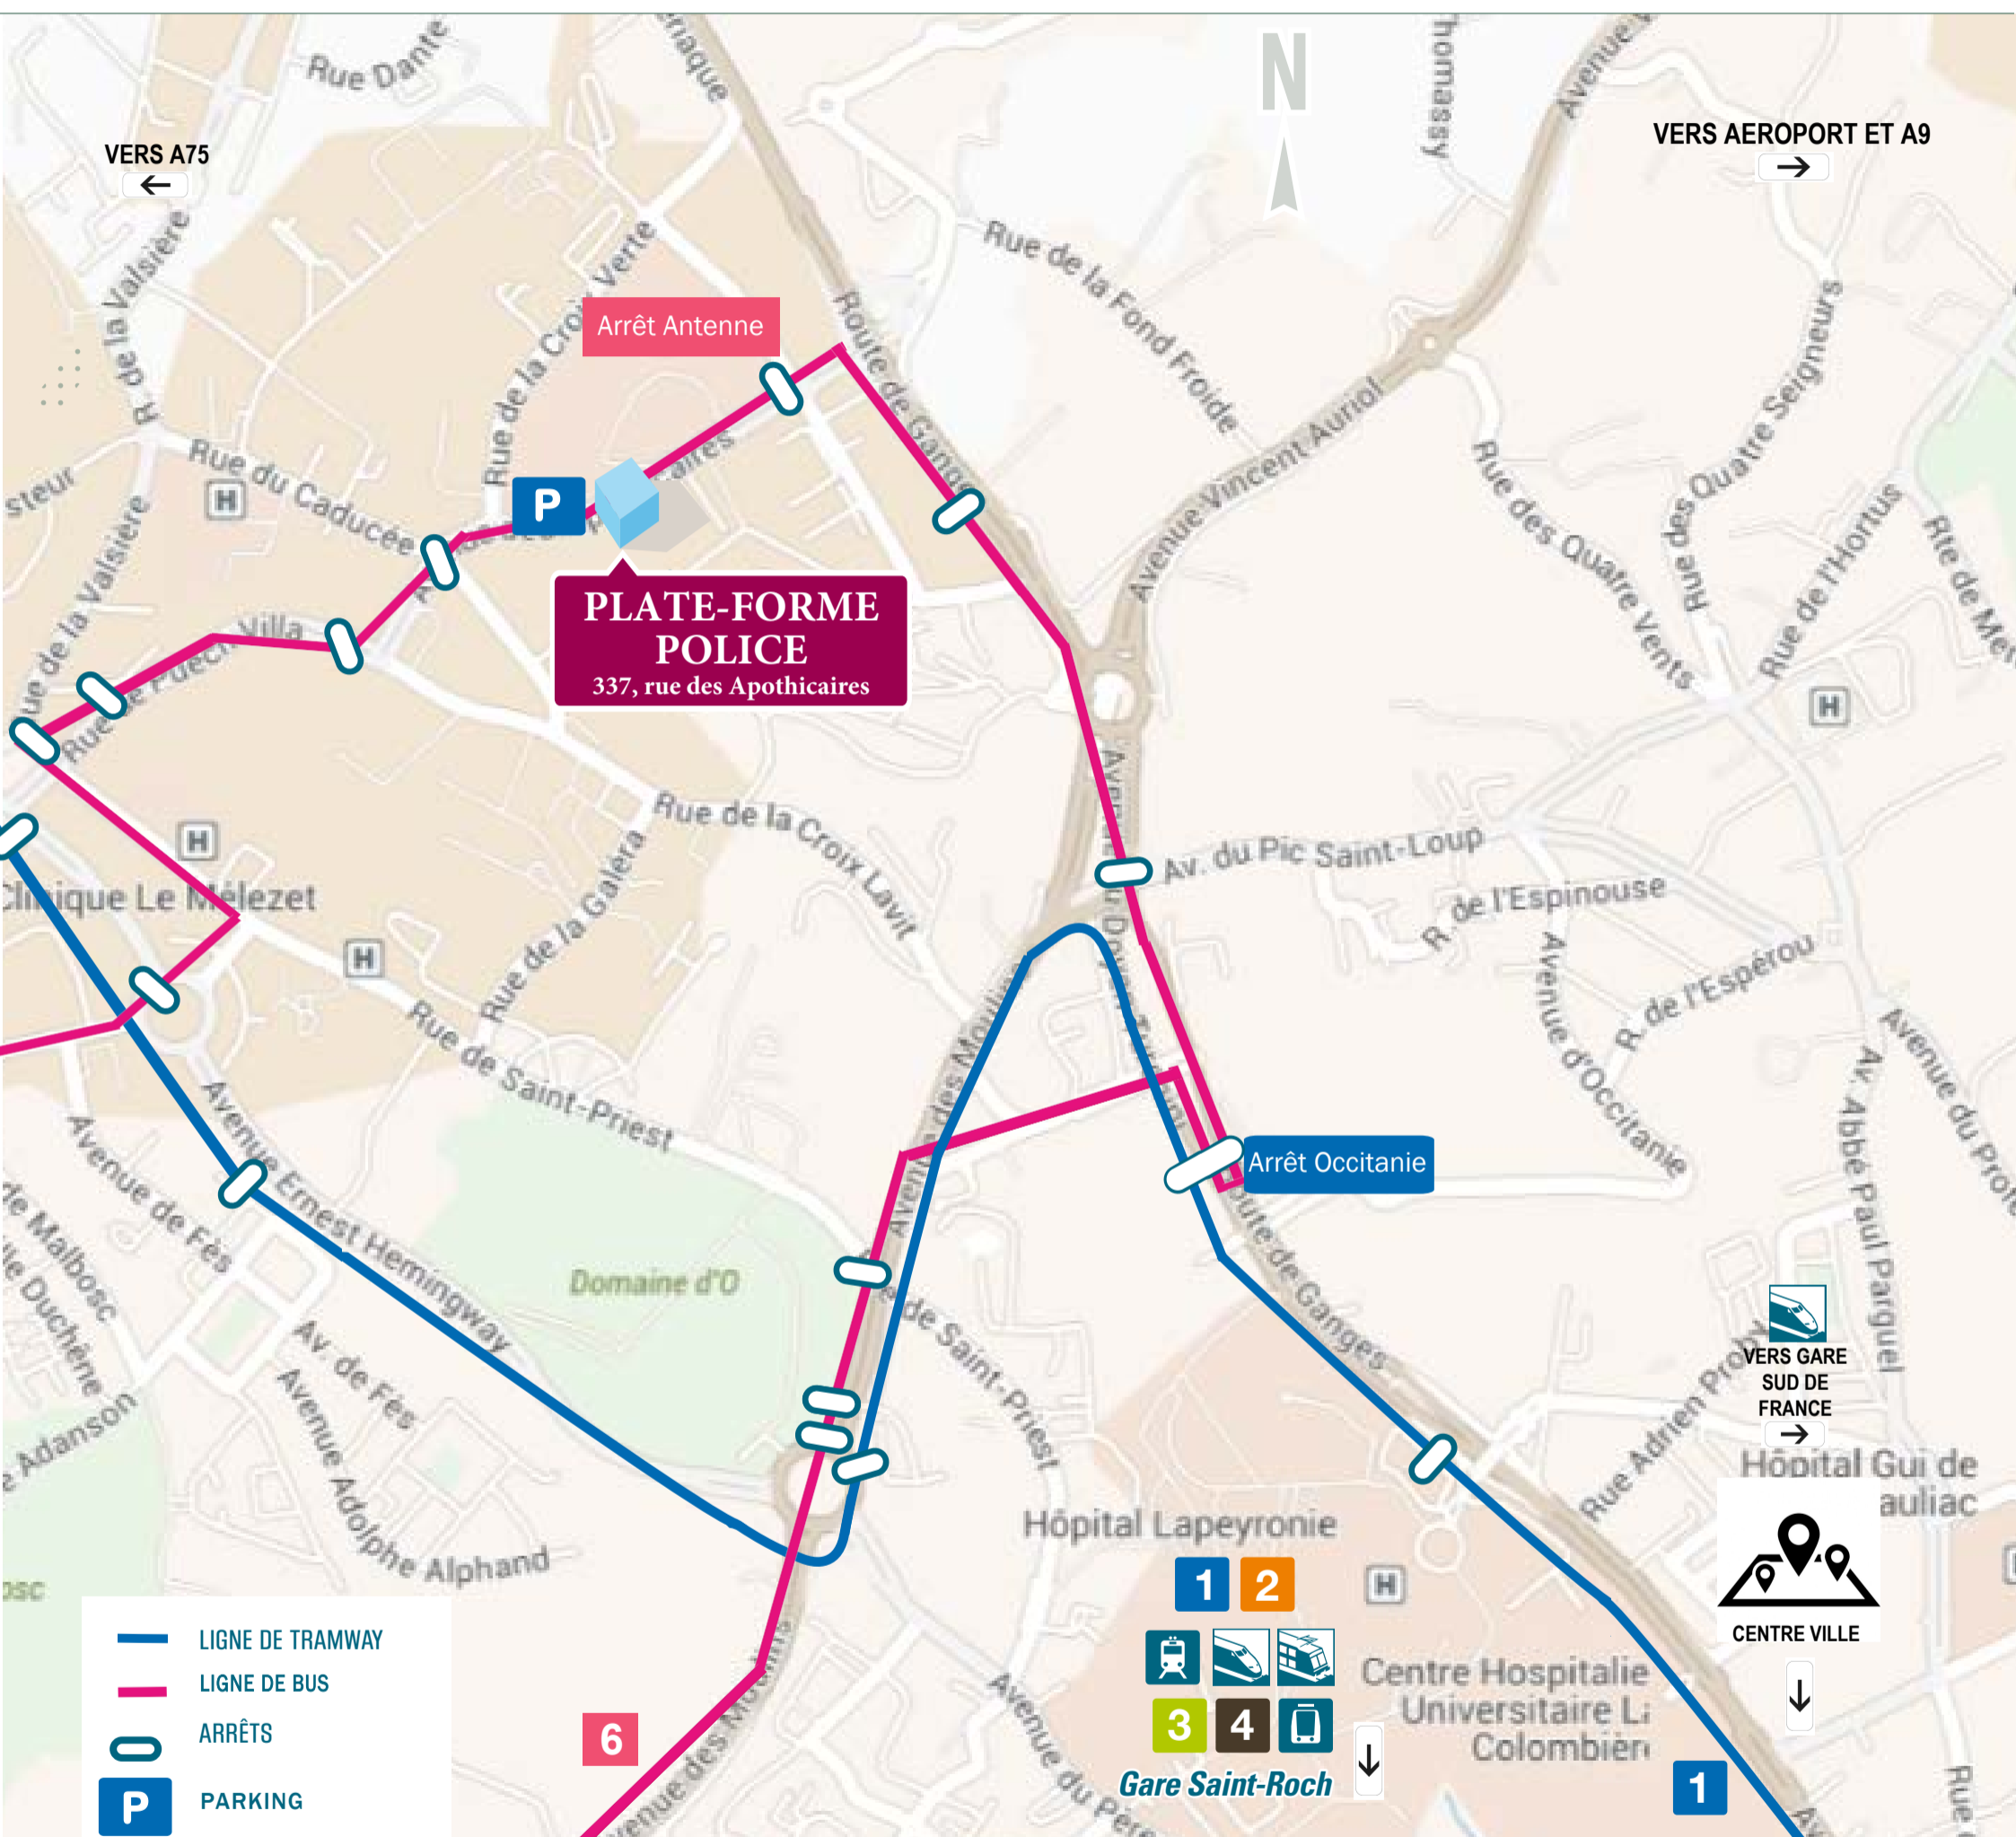 Rue Dante
N
VERS A75
VERS AEROPORT ET A9
R. de la Valsière
Rue de la Croix Verte
Arrêt Antenne
Route de Ganges
Rue de la Fond Froide
Avenue Vincent Auriol
Rue des Quatre Seigneurs
Rue des Quatre Vents
Rue de l'Hortus
Rue du Caducée
H
P
PLATE-FORME
POLICE
337, rue des Apothicaires
Villa
H
H
Clinique Le Mélezet
Rue de la Croix Lavit
Rue de la Galéra
Av. du Pic Saint-Loup
R. de l'Espinouse
Avenue d'Occitanie
R. de l'Espérou
H
Rue de Saint-Priest
Avenue Ernest Hemingway
Avenue de Fès
Av. de Fès
Avenue Adolphe Alphand
Domaine d'O
Arrêt Occitanie
Route de Ganges
Av. Abbé Paul Parguel
VERS GARE
SUD DE
FRANCE
Hôpital Gui de
CENTRE VILLE
Hôpital Lapeyronie
1 2
H
3 4
Gare Saint-Roch
Centre Hospitalie
Universitaire La
Colombièr
6
1
LIGNE DE TRAMWAY
LIGNE DE BUS
ARRÊTS
P PARKING